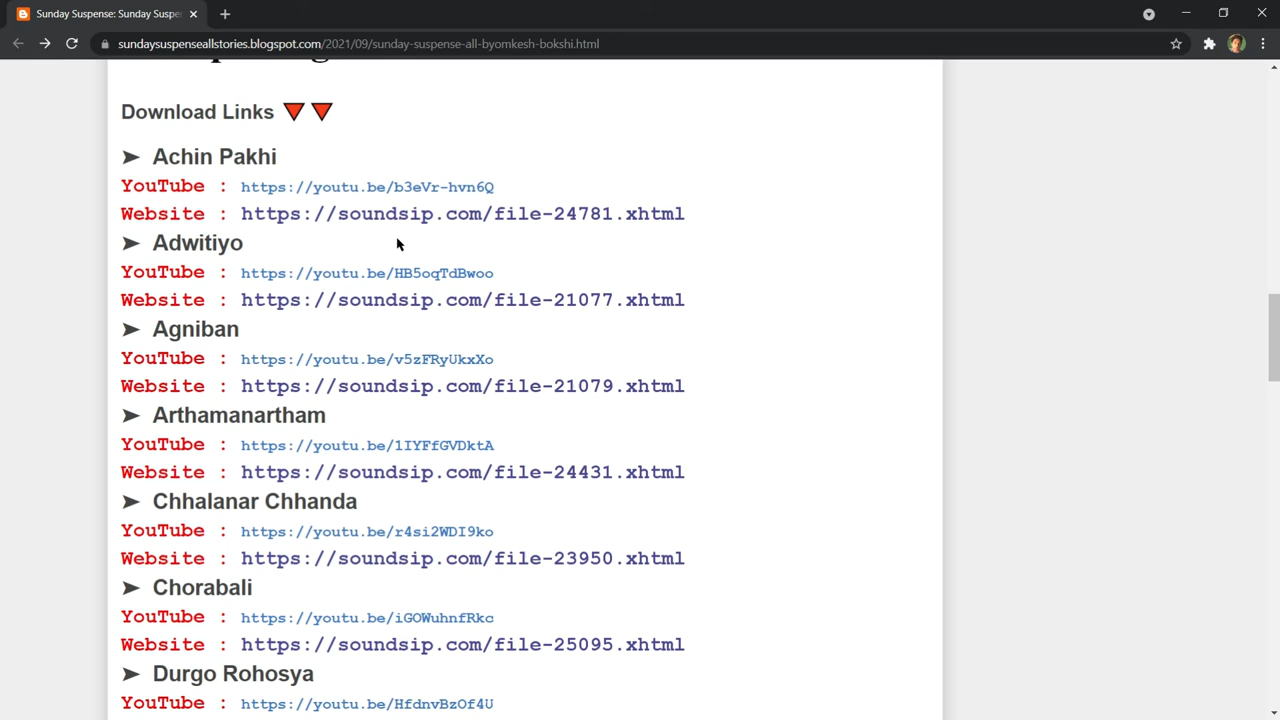 Sunday Suspense: Sunday Suspe
sundaysuspenseallstories.blogspot.com/2021/09/sunday-suspense-all-byomkesh-bokshi.html
Download Links
➤ Achin Pakhi
YouTube : https://youtu.be/b3eVr-hvn6Q
Website : https://soundsip.com/file-24781.xhtml
➤ Adwitiyo
YouTube : https://youtu.be/HB5oqTdBwoo
Website : https://soundsip.com/file-21077.xhtml
➤ Agniban
YouTube : https://youtu.be/v5zFRyUkxXo
Website : https://soundsip.com/file-21079.xhtml
➤ Arthamanartham
YouTube : https://youtu.be/1IYFfGVDktA
Website : https://soundsip.com/file-24431.xhtml
➤ Chhalanar Chhanda
YouTube : https://youtu.be/r4si2WDI9ko
Website : https://soundsip.com/file-23950.xhtml
➤ Chorabali
YouTube : https://youtu.be/iGOWuhnfRkc
Website : https://soundsip.com/file-25095.xhtml
➤ Durgo Rohosya
YouTube : https://youtu.be/HfdnvBzOf4U